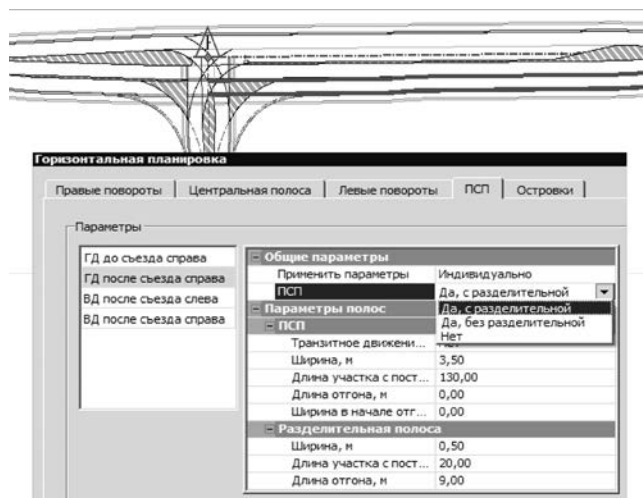 Горизонтальная планировка
Правые повороты Центральная полоса Левые повороты ПСП Островки
Параметры
ГД до съезда справа
ГД после съезда справа
ВД после съезда слева
ВД после съезда справа
Общие параметры
Применить параметры Индивидуально
ПСП Да, с разделительной
Да, с разделительной
Да, без разделительной
Нет
Параметры полос
ПСП
Транзитное движени...
Ширина, м 3,50
Длина участка с пост... 130,00
Длина отгона, м 0,00
Ширина в начале отг... 0,00
Разделительная полоса
Ширина, м 0,50
Длина участка с пост... 20,00
Длина отгона, м 9,00